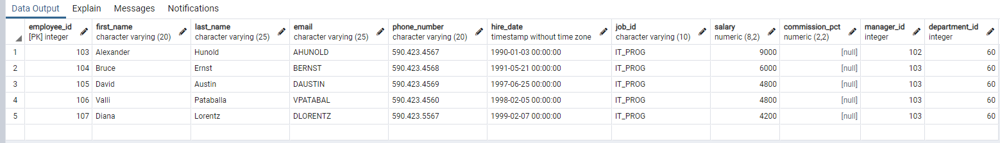 Data Output Explain Messages Notifications
employee_id first_name last_name email phone_number hire_date job_id salary commission_pct manager_id department_id
[PK] integer character varying (20) character varying (25) character varying (25) character varying (20) timestamp without time zone character varying (10) numeric (8,2) numeric (2,2) integer integer
1 103 Alexander Hunold AHUNOLD 590.423.4567 1990-01-03 00:00:00 IT_PROG 9000 [null] 102 60
2 104 Bruce Ernst BERNST 590.423.4568 1991-05-21 00:00:00 IT_PROG 6000 [null] 103 60
3 105 David Austin DAUSTIN 590.423.4569 1997-06-25 00:00:00 IT_PROG 4800 [null] 103 60
4 106 Valli Pataballa VPATABAL 590.423.4560 1998-02-05 00:00:00 IT_PROG 4800 [null] 103 60
5 107 Diana Lorentz DLORENTZ 590.423.5567 1999-02-07 00:00:00 IT_PROG 4200 [null] 103 60